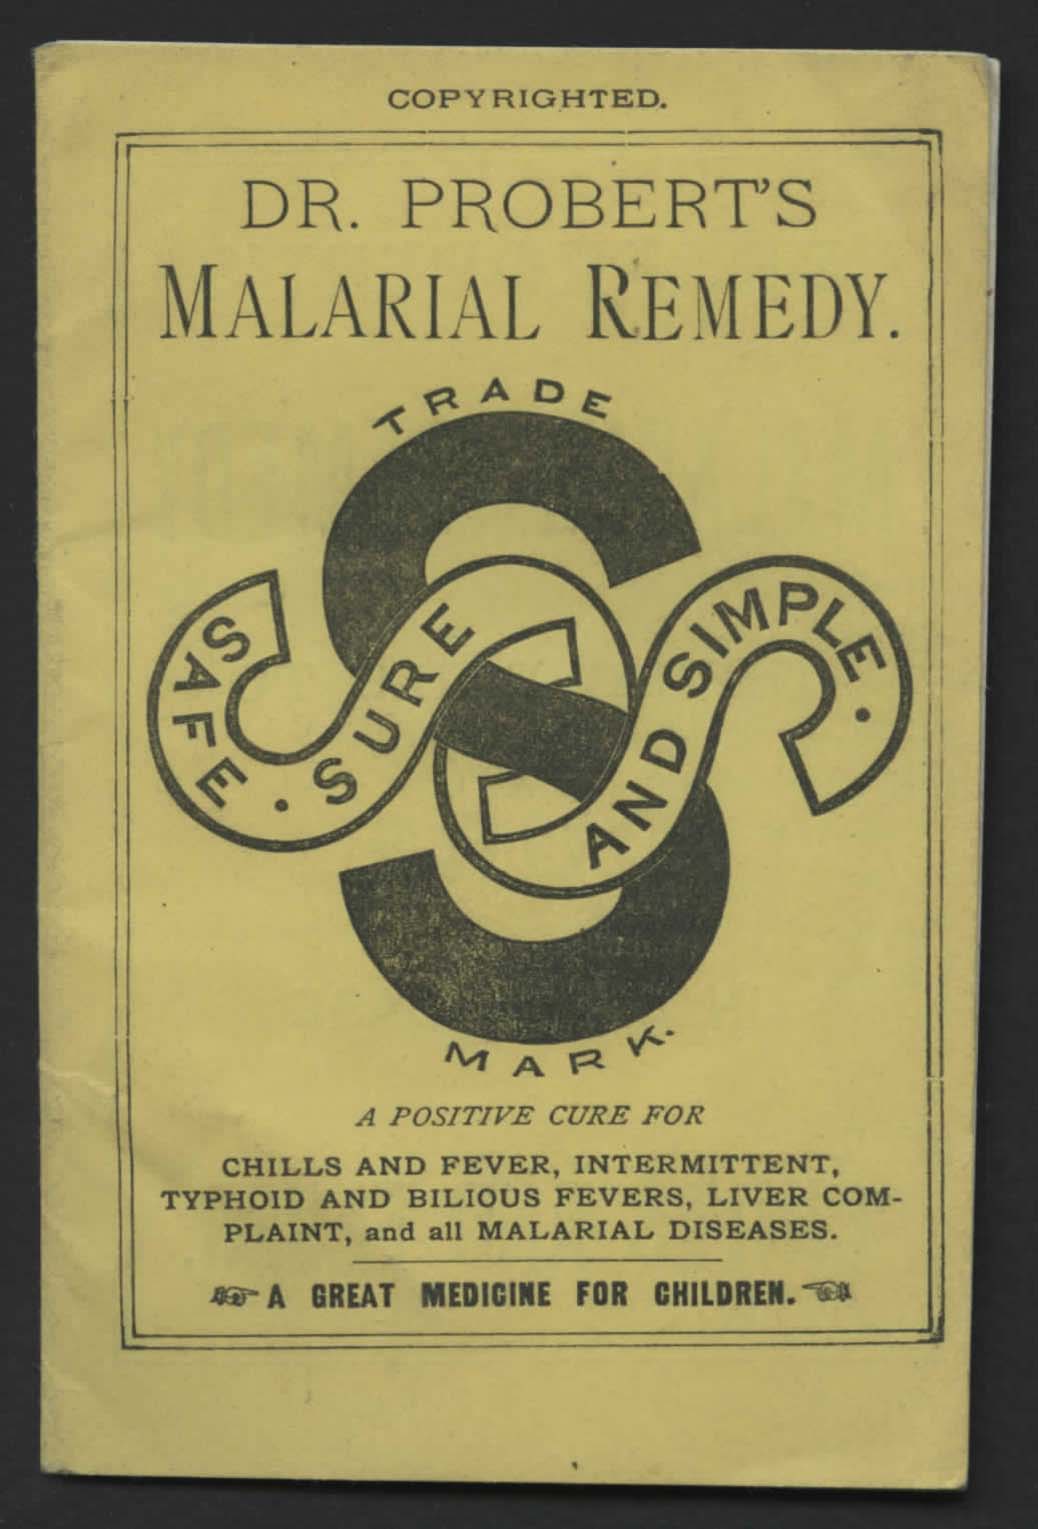 COPYRIGHTED.
DR. PROBERT'S
MALARIAL REMEDY.
TRADE
SAFE · SURE
AND SIMPLE ·
MARK.
A POSITIVE CURE FOR
CHILLS AND FEVER, INTERMITTENT,
TYPHOID AND BILIOUS FEVERS, LIVER COM-
PLAINT, and all MALARIAL DISEASES.
A GREAT MEDICINE FOR CHILDREN.